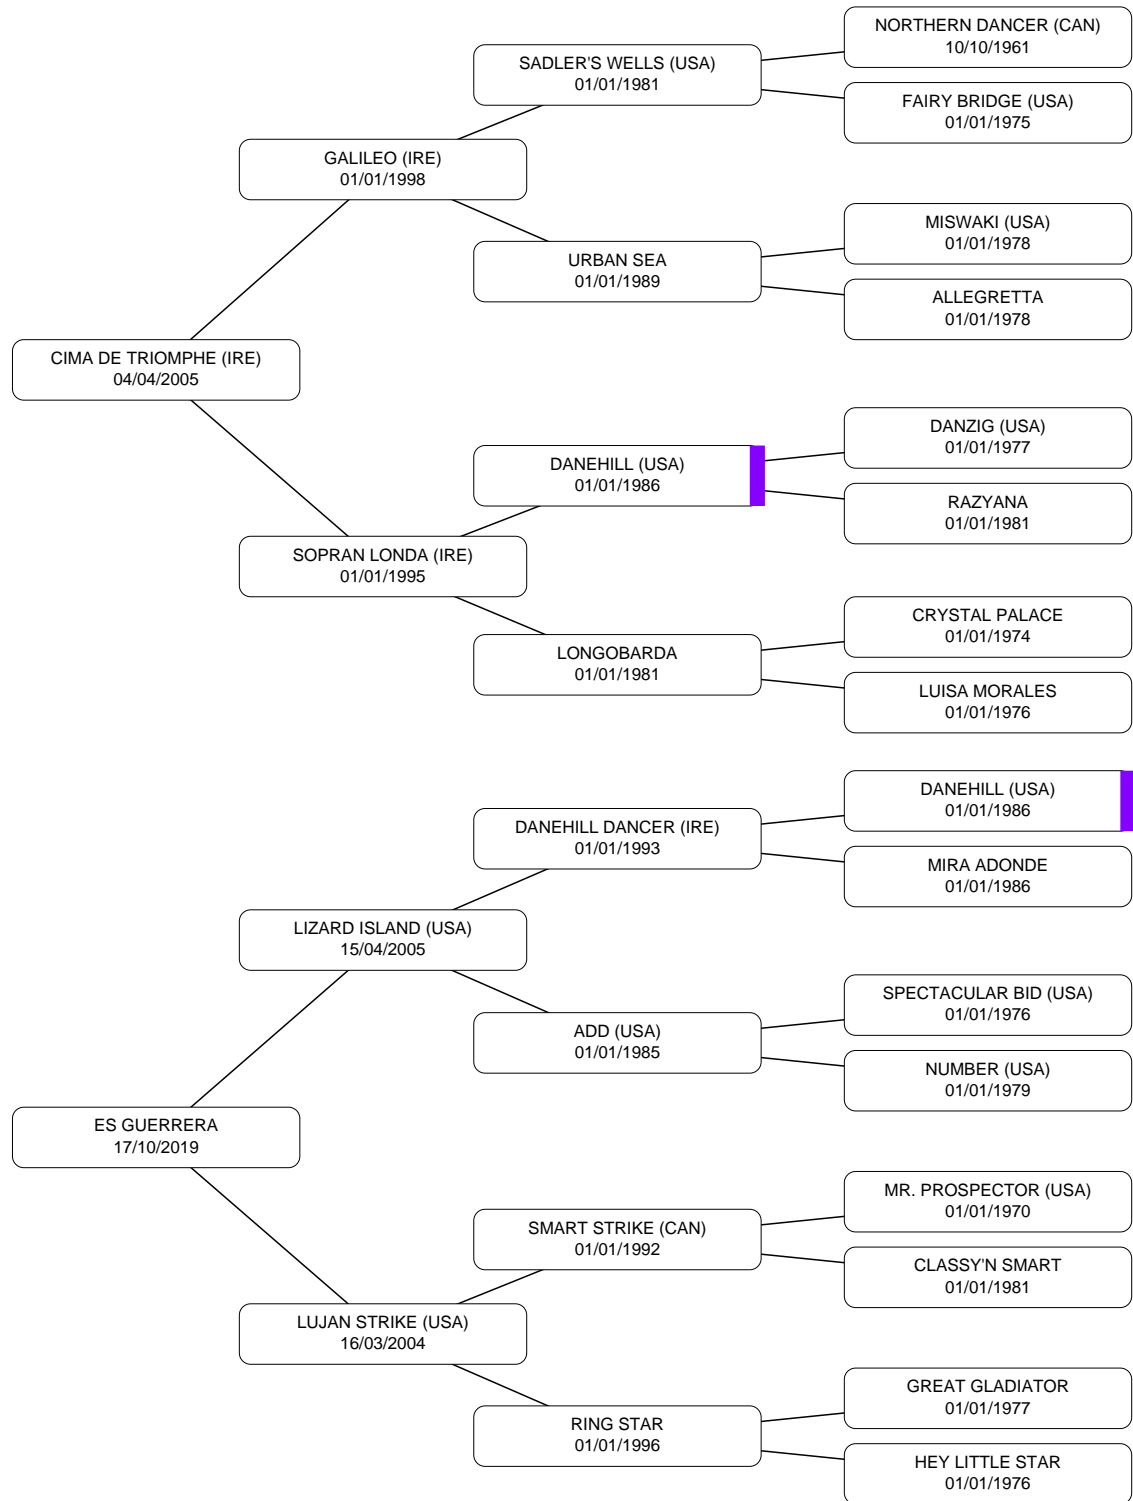 NORTHERN DANCER (CAN)
10/10/1961
SADLER'S WELLS (USA)
01/01/1981
FAIRY BRIDGE (USA)
01/01/1975
GALILEO (IRE)
01/01/1998
MISWAKI (USA)
01/01/1978
URBAN SEA
01/01/1989
ALLEGRETTA
01/01/1978
CIMA DE TRIOMPHE (IRE)
04/04/2005
DANZIG (USA)
01/01/1977
DANEHILL (USA)
01/01/1986
RAZYANA
01/01/1981
SOPRAN LONDA (IRE)
01/01/1995
CRYSTAL PALACE
01/01/1974
LONGOBARDA
01/01/1981
LUISA MORALES
01/01/1976
DANEHILL (USA)
01/01/1986
DANEHILL DANCER (IRE)
01/01/1993
MIRA ADONDE
01/01/1986
LIZARD ISLAND (USA)
15/04/2005
SPECTACULAR BID (USA)
01/01/1976
ADD (USA)
01/01/1985
NUMBER (USA)
01/01/1979
ES GUERRERA
17/10/2019
MR. PROSPECTOR (USA)
01/01/1970
SMART STRIKE (CAN)
01/01/1992
CLASSY'N SMART
01/01/1981
LUJAN STRIKE (USA)
16/03/2004
GREAT GLADIATOR
01/01/1977
RING STAR
01/01/1996
HEY LITTLE STAR
01/01/1976